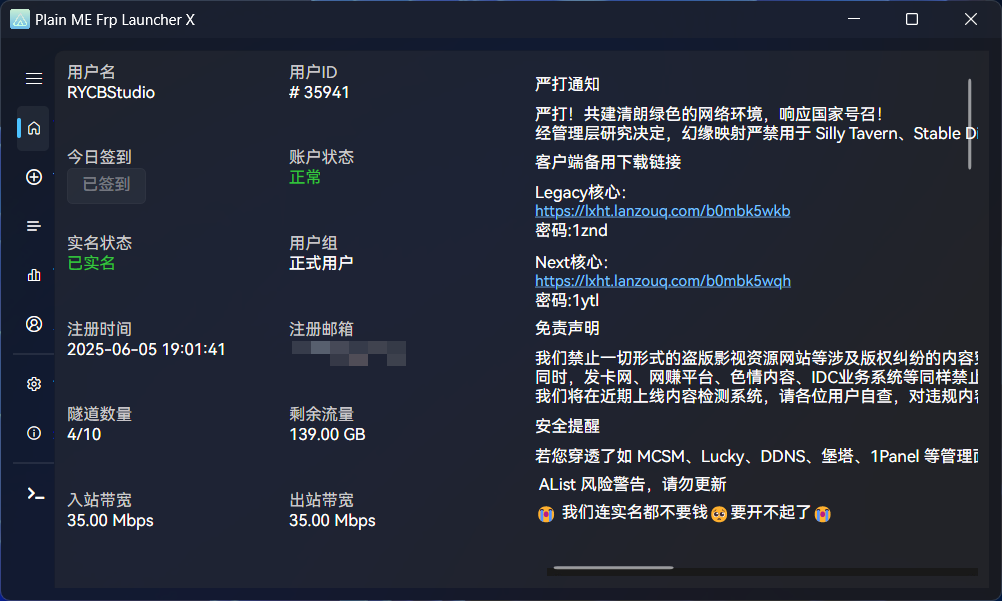 Plain ME Frp Launcher X
用户名
RYCBStudio
用户ID
# 35941
今日签到
已签到
账户状态
正常
实名状态
已实名
用户组
正式用户
注册时间
2025-06-05 19:01:41
注册邮箱
隧道数量
4/10
剩余流量
139.00 GB
入站带宽
35.00 Mbps
出站带宽
35.00 Mbps
严打通知
严打！共建清朗绿色的网络环境，响应国家号召！
经管理层研究决定，幻缘映射严禁用于 Silly Tavern、Stable D
客户端备用下载链接
Legacy核心:
https://lxht.lanzouq.com/b0mbk5wkb
密码:1znd
Next核心:
https://lxht.lanzouq.com/b0mbk5wqh
密码:1ytl
免责声明
我们禁止一切形式的盗版影视资源网站等涉及版权纠纷的内容
同时，发卡网、网赚平台、色情内容、IDC业务系统等同样禁止
我们将在近期上线内容检测系统，请各位用户自查，对违规内容
安全提醒
若您穿透了如 MCSM、Lucky、DDNS、堡塔、1Panel 等管理面
AList 风险警告，请勿更新
😭 我们连实名都不要钱🥺要开不起了😭